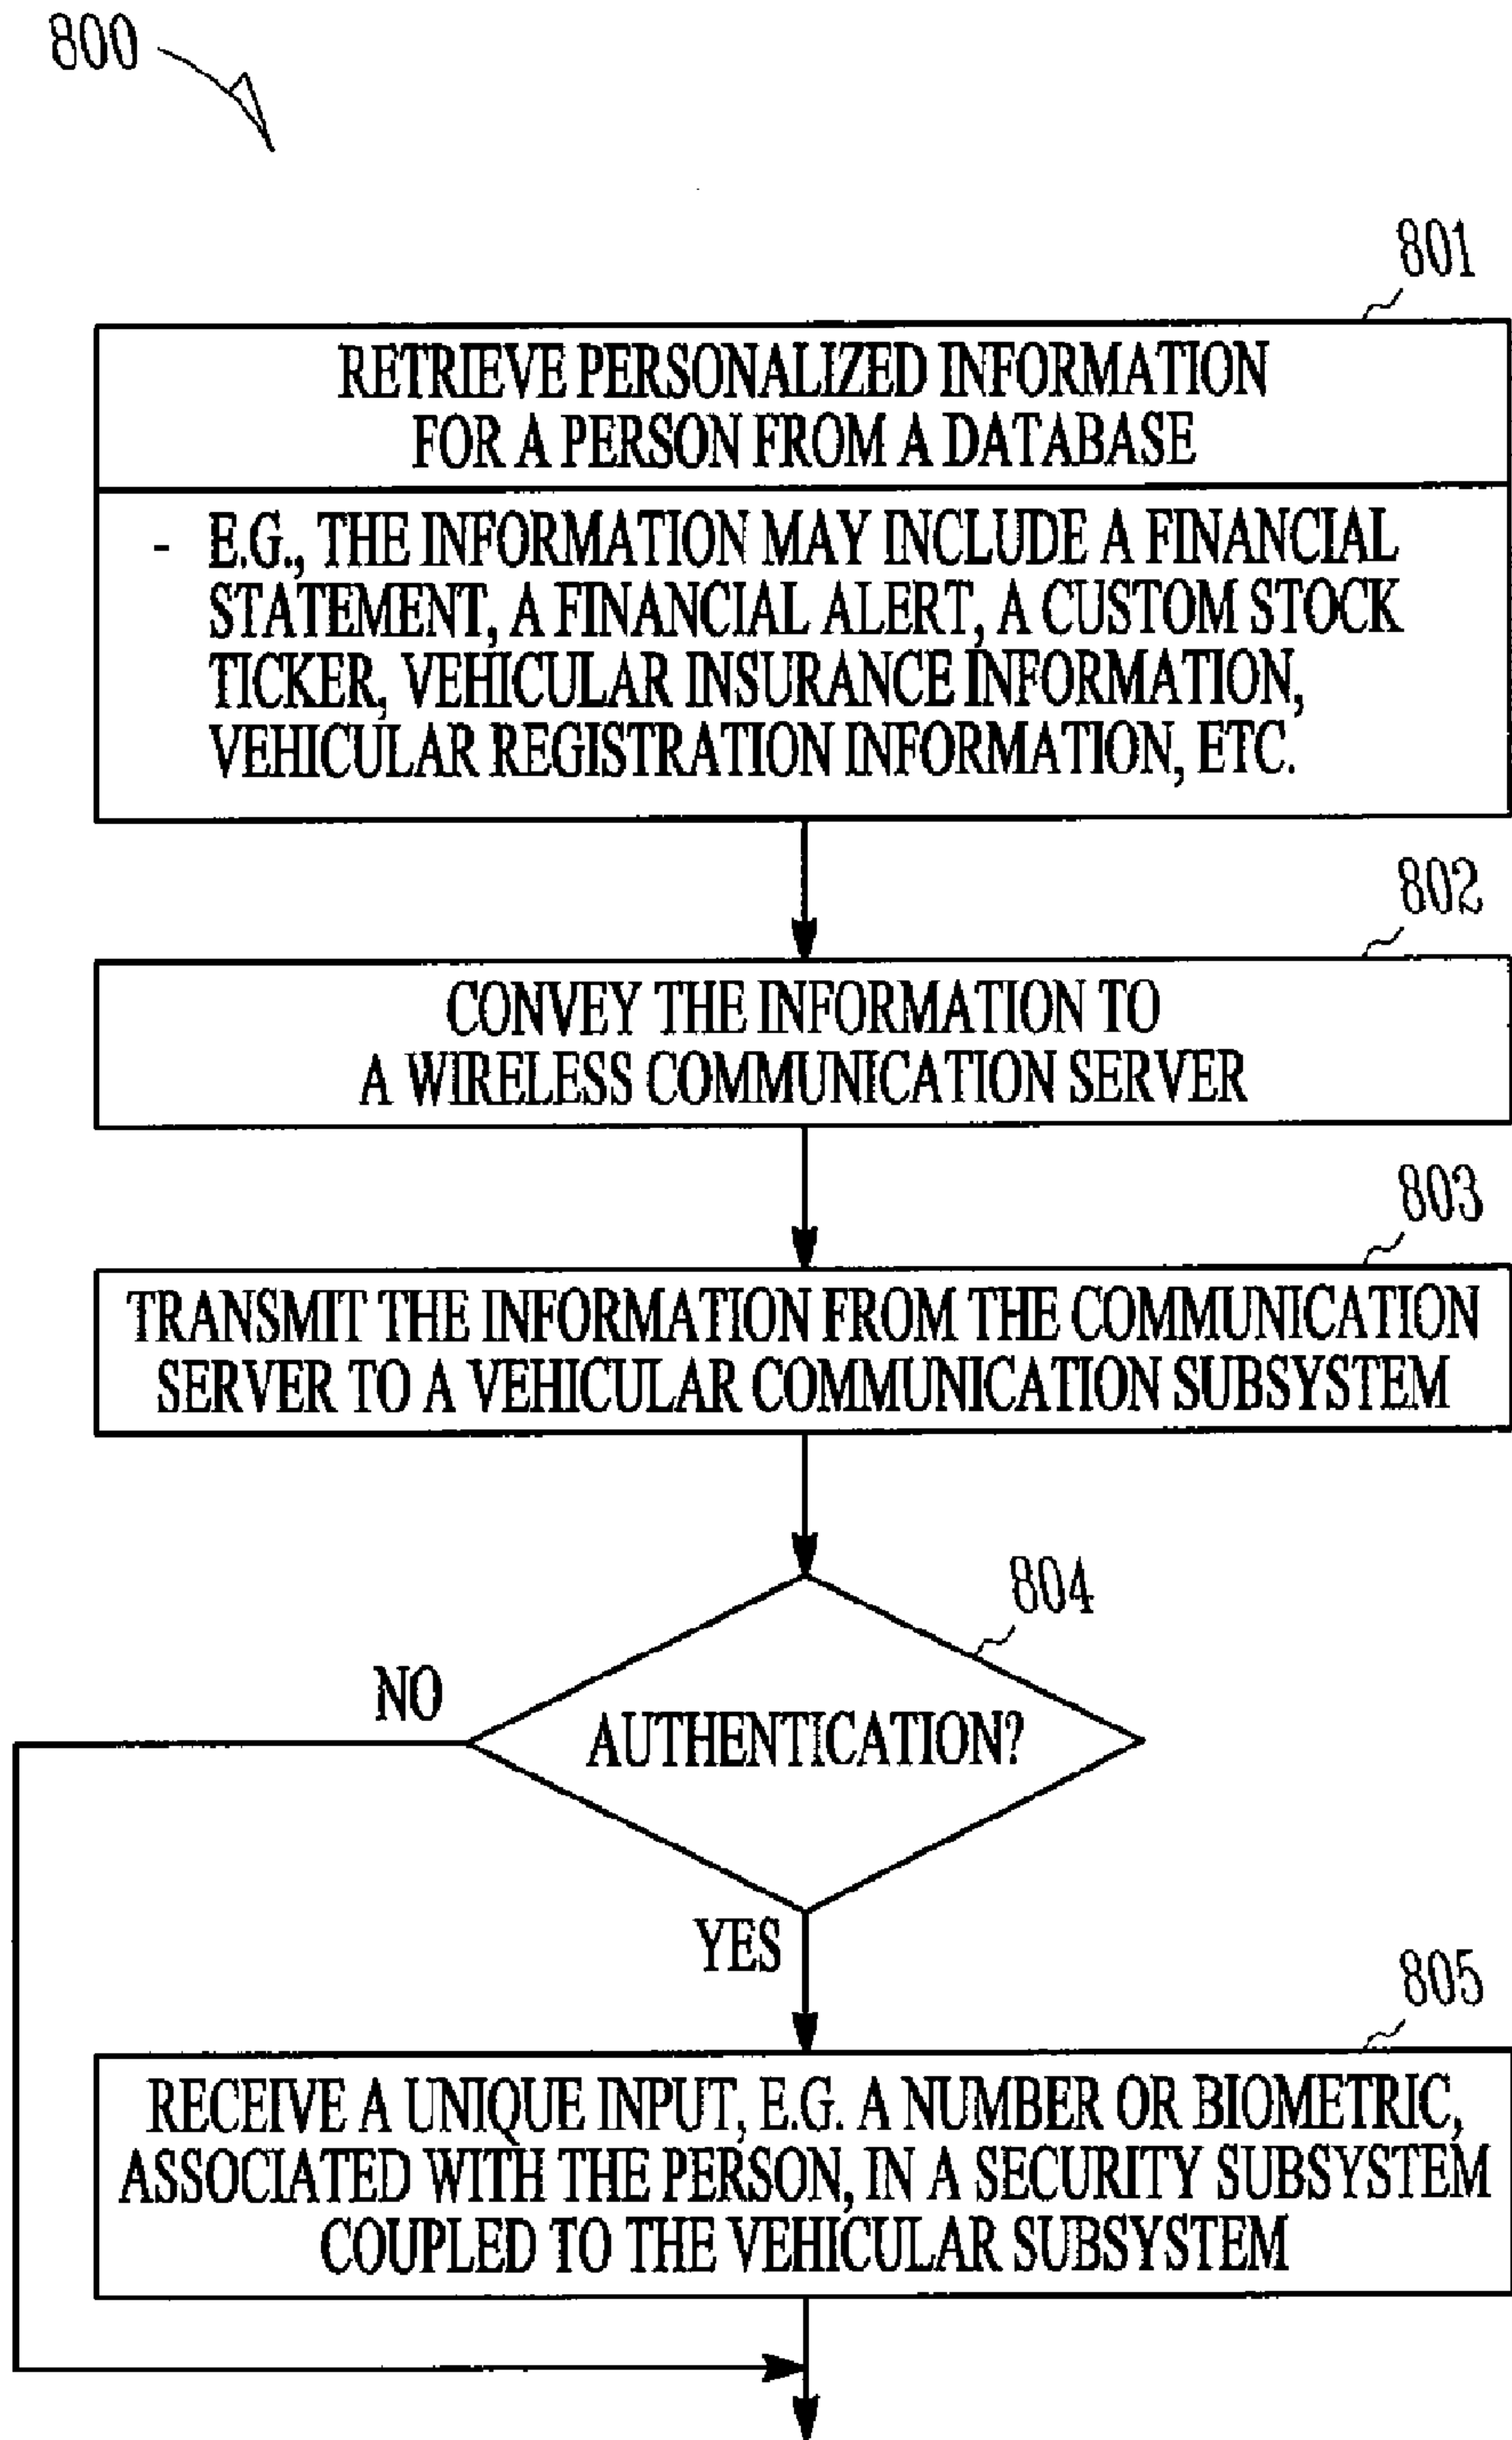 800
801
RETRIEVE PERSONALIZED INFORMATION
FOR A PERSON FROM A DATABASE
- E.G., THE INFORMATION MAY INCLUDE A FINANCIAL
STATEMENT, A FINANCIAL ALERT, A CUSTOM STOCK
TICKER, VEHICULAR INSURANCE INFORMATION,
VEHICULAR REGISTRATION INFORMATION, ETC.
802
CONVEY THE INFORMATION TO
A WIRELESS COMMUNICATION SERVER
803
TRANSMIT THE INFORMATION FROM THE COMMUNICATION
SERVER TO A VEHICULAR COMMUNICATION SUBSYSTEM
804
NO
AUTHENTICATION?
YES
805
RECEIVE A UNIQUE INPUT, E.G. A NUMBER OR BIOMETRIC,
ASSOCIATED WITH THE PERSON, IN A SECURITY SUBSYSTEM
COUPLED TO THE VEHICULAR SUBSYSTEM